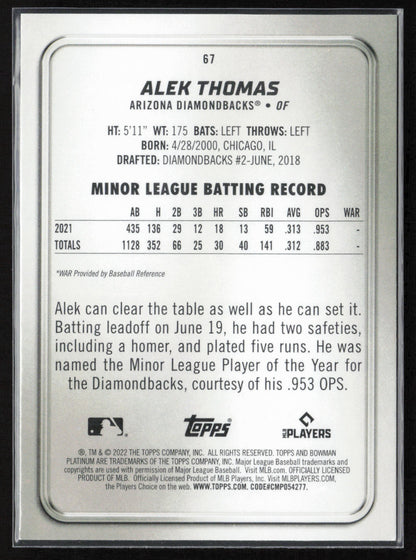 67
ALEK THOMAS
ARIZONA DIAMONDBACKS® • OF
HT: 5'11" WT: 175 BATS: LEFT THROWS: LEFT
BORN: 4/28/2000, CHICAGO, IL
DRAFTED: DIAMONDBACKS #2-JUNE, 2018
MINOR LEAGUE BATTING RECORD
AB H 2B 3B HR SB RBI AVG OPS WAR
2021 435 136 29 12 18 13 59 .313 .953 -
TOTALS 1128 352 66 25 30 40 141 .312 .883 -
*WAR Provided by Baseball Reference
Alek can clear the table as well as he can set it.
Batting leadoff on June 19, he had two safeties,
including a homer, and plated five runs. He was
named the Minor League Player of the Year for
the Diamondbacks, courtesy of his .953 OPS.
Topps
MLB PLAYERS
®, TM & © 2022 THE TOPPS COMPANY, INC. ALL RIGHTS RESERVED. TOPPS AND BOWMAN
PLATINUM ARE TRADEMARKS OF THE TOPPS COMPANY, INC. Major League Baseball trademarks and
copyrights are used with permission of Major League Baseball. Visit MLB.com. OFFICIALLY LICENSED
PRODUCT OF MLB Players, Inc. Officially Licensed Product of MLB Players, Inc. Visit MLBPLAYERS.com,
the Players Choice on the web. WWW.TOPPS.COM. CODE#CMP054277.